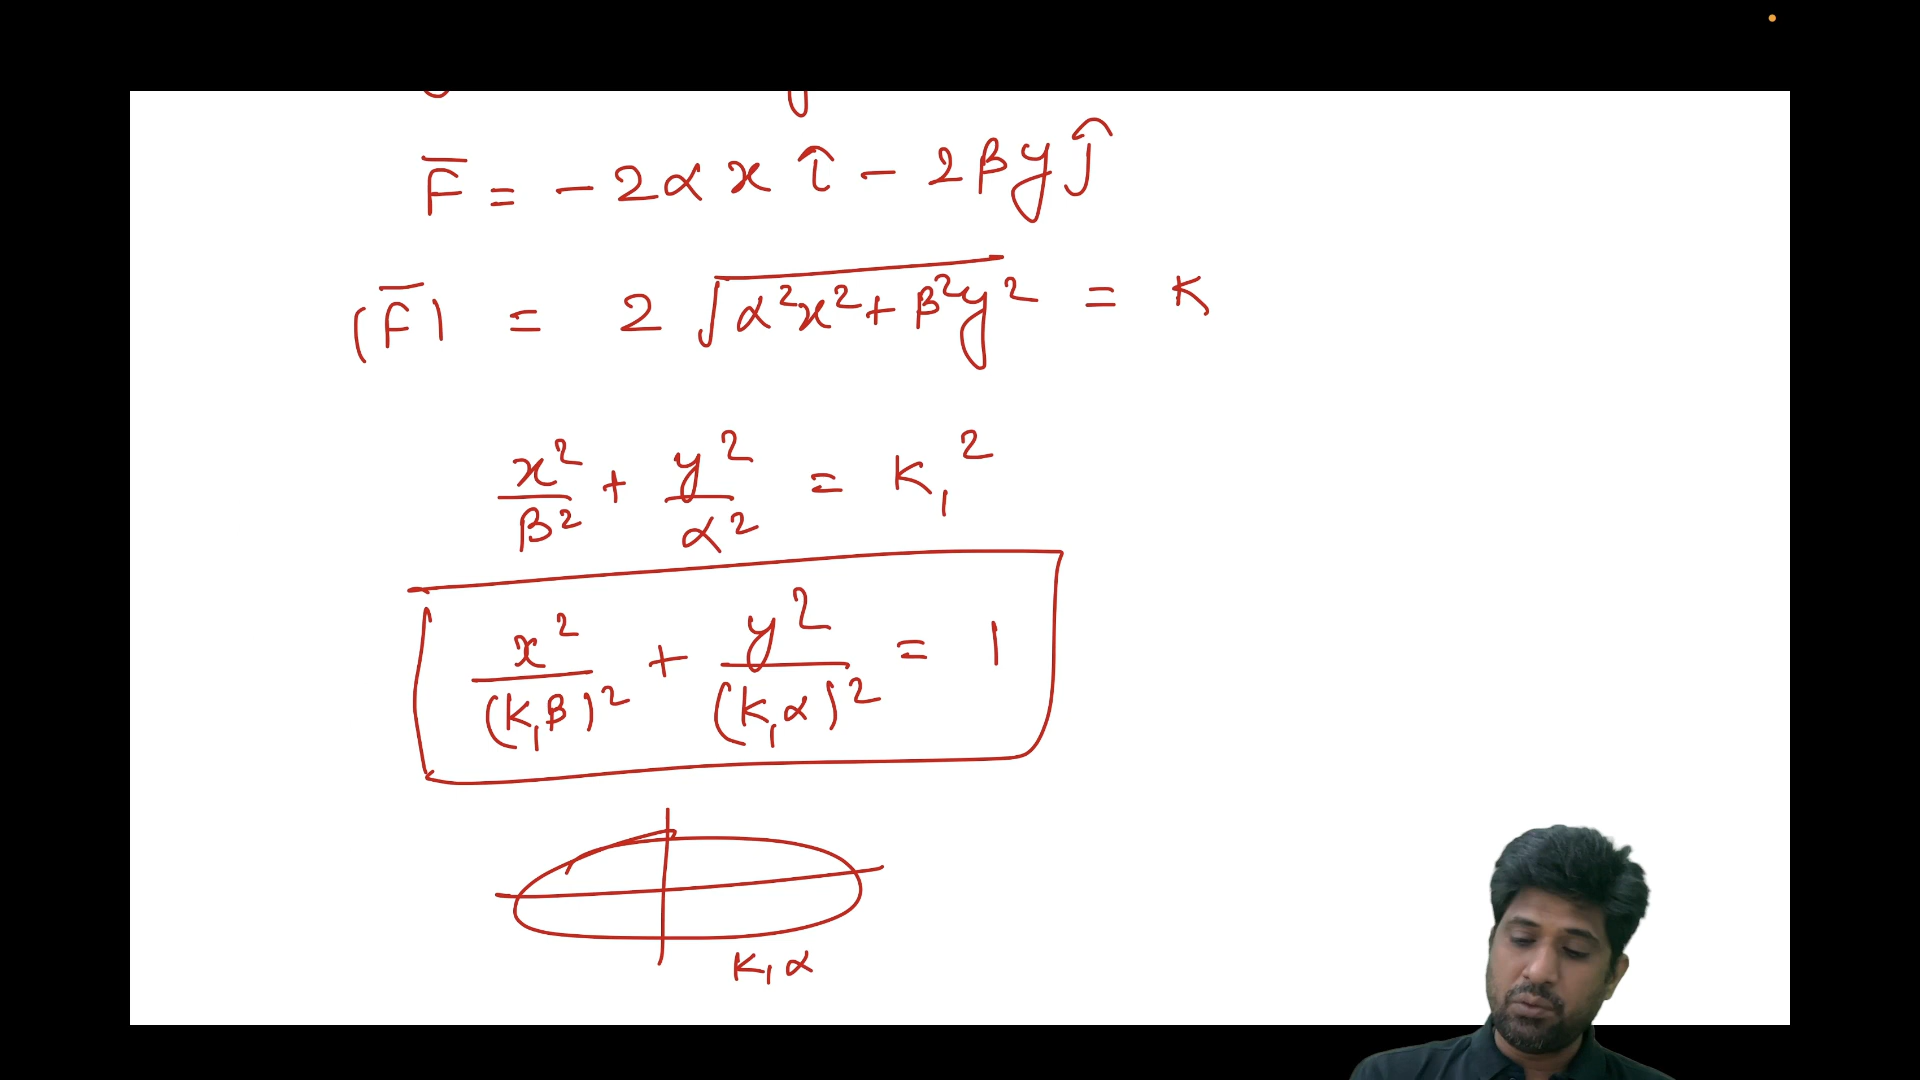 F̅ = − 2αx î − 2βy ĵ
(F̅) = 2 √(α²x² + β²y²) = K
x²/β² + y²/α² = K₁²
x²/(K₁β)² + y²/(K₁α)² = 1
K₁α